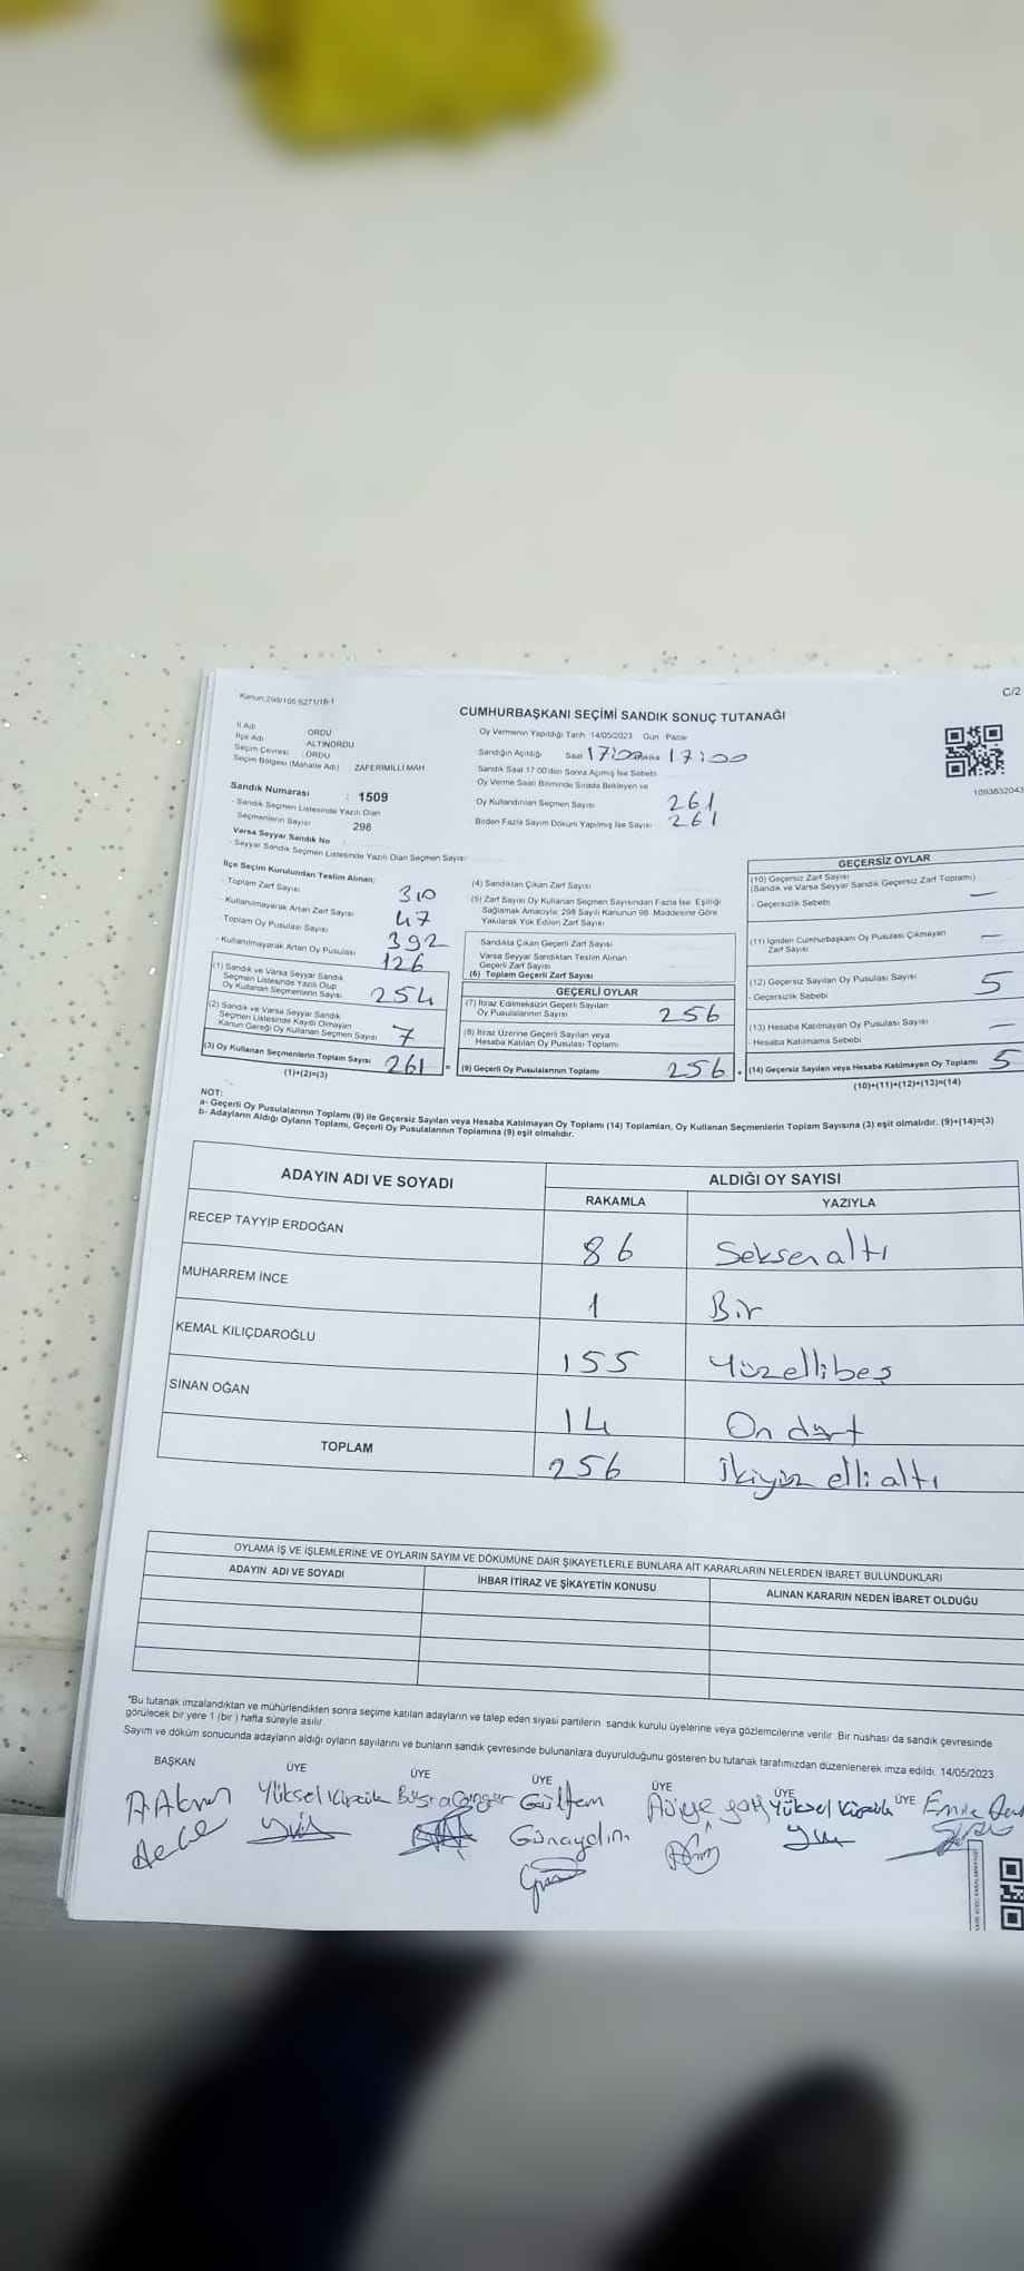 Kanun:298/105 6271/18-1
C/2
CUMHURBAŞKANI SEÇİMİ SANDIK SONUÇ TUTANAĞI
İl Adı : ORDU
İlçe Adı : ALTINORDU
Seçim Çevresi : ORDU
Seçim Bölgesi (Mahalle Adı) : ZAFERİMİLLİ MAH.
Sandık Numarası : 1509
- Sandık Seçmen Listesinde Yazılı Olan
Seçmenlerin Sayısı 298
Varsa Seyyar Sandık No
- Seyyar Sandık Seçmen Listesinde Yazılı Olan Seçmen Sayısı
Oy Vermenin Yapıldığı Tarih 14/05/2023 Gün Pazar
Sandığın Açıldığı Saat 17:00 17:00
Sandık Saat 17:00'den Sonra Açımış İse Sebebi
Oy Verme Saati Bitiminde Sırada Bekleyen ve
Oy Kullandırılan Seçmen Sayısı 261
Birden Fazla Sayım Dökum Yapılmış İse Sayısı 261
İlçe Seçim Kurulundan Teslim Alınan;
- Toplam Zarf Sayısı 310
- Kullanılmayarak Artan Zarf Sayısı 47
Toplam Oy Pusulası Sayısı 392
- Kullanılmayarak Artan Oy Pusulası 126
(1) Sandık ve Varsa Seyyar Sandık
Seçmen Listesinde Yazılı Olup
Oy Kullanan Seçmenlerin Sayısı 254
(2) Sandık ve Varsa Seyyar Sandık
Seçmen Listesinde Kaydı Olmayan
Kanun Gereği Oy Kullanan Seçmen Sayısı 7
(3) Oy Kullanan Seçmenlerin Toplam Sayısı 261
(1)+(2)=(3)
(4) Sandıktan Çıkan Zarf Sayısı
(5) Zarf Sayısı Oy Kullanan Seçmen Sayısından Fazla İse Eşitliği
Sağlamak Amacıyla 298 Sayılı Kanunun 98. Maddesine Göre
Yakılarak Yok Edilen Zarf Sayısı
Sandıkta Çıkan Geçerli Zarf Sayısı
Varsa Seyyar Sandıktan Teslim Alınan
Geçerli Zarf Sayısı
(6) Toplam Geçerli Zarf Sayısı
GEÇERLİ OYLAR
(7) İtiraz Edilmeksizin Geçerli Sayılan
Oy Pusulalarının Sayısı 256
(8) İtiraz Üzerine Geçerli Sayılan veya
Hesaba Katılan Oy Pusulası Toplamı
(9) Geçerli Oy Pusulalarının Toplamı 256
GEÇERSİZ OYLAR
(10) Geçersiz Zarf Sayısı
(Sandık ve Varsa Seyyar Sandık Geçersiz Zarf Toplamı) —
- Geçersizlik Sebebi
(11) İçinden Cumhurbaşkanı Oy Pusulası Çıkmayan
Zarf Sayısı —
(12) Geçersiz Sayılan Oy Pusulası Sayısı 5
- Geçersizlik Sebebi
(13) Hesaba Katılmayan Oy Pusulası Sayısı —
- Hesaba Katılmama Sebebi
(14) Geçersiz Sayılan veya Hesaba Katılmayan Oy Toplamı 5
(10)+(11)+(12)+(13)=(14)
NOT:
a- Geçerli Oy Pusulalarının Toplamı (9) ile Geçersiz Sayılan veya Hesaba Katılmayan Oy Toplamı (14) Toplamları, Oy Kullanan Seçmenlerin Toplam Sayısına (3) eşit olmalıdır. (9)+(14)=(3)
b- Adayların Aldığı Oyların Toplamı, Geçerli Oy Pusulalarının Toplamına (9) eşit olmalıdır.
ADAYIN ADI VE SOYADI ALDIĞI OY SAYISI
RAKAMLA YAZIYLA
RECEP TAYYIP ERDOĞAN 86 Seksenaltı
MUHARREM İNCE 1 Bir
KEMAL KILIÇDAROĞLU 155 Yüzellibeş
SİNAN OĞAN 14 On dört
TOPLAM 256 İkiyüz elli altı
OYLAMA İŞ VE İŞLEMLERİNE VE OYLARIN SAYIM VE DÖKÜMÜNE DAİR ŞİKAYETLERLE BUNLARA AİT KARARLARIN NELERDEN İBARET BULUNDUKLARI
ADAYIN ADI VE SOYADI İHBAR İTİRAZ VE ŞİKAYETİN KONUSU ALINAN KARARIN NEDEN İBARET OLDUĞU
"Bu tutanak imzalandıktan ve mühürlendikten sonra seçime katılan adayların ve talep eden siyasi partilerin sandık kurulu üyelerine veya gözlemcilerine verilir. Bir nushası da sandık çevresinde
görülecek bir yere 1 (bir ) hafta süreyle asılır.
Sayım ve döküm sonucunda adayların aldığı oyların sayılarını ve bunların sandık çevresinde bulunanlara duyurulduğunu gösteren bu tutanak tarafımızdan düzenlenerek imza edildi. 14/05/2023
BAŞKAN ÜYE ÜYE ÜYE ÜYE ÜYE ÜYE
Yüksel Küçük Gültem Yüksel Küçük
Günaydın